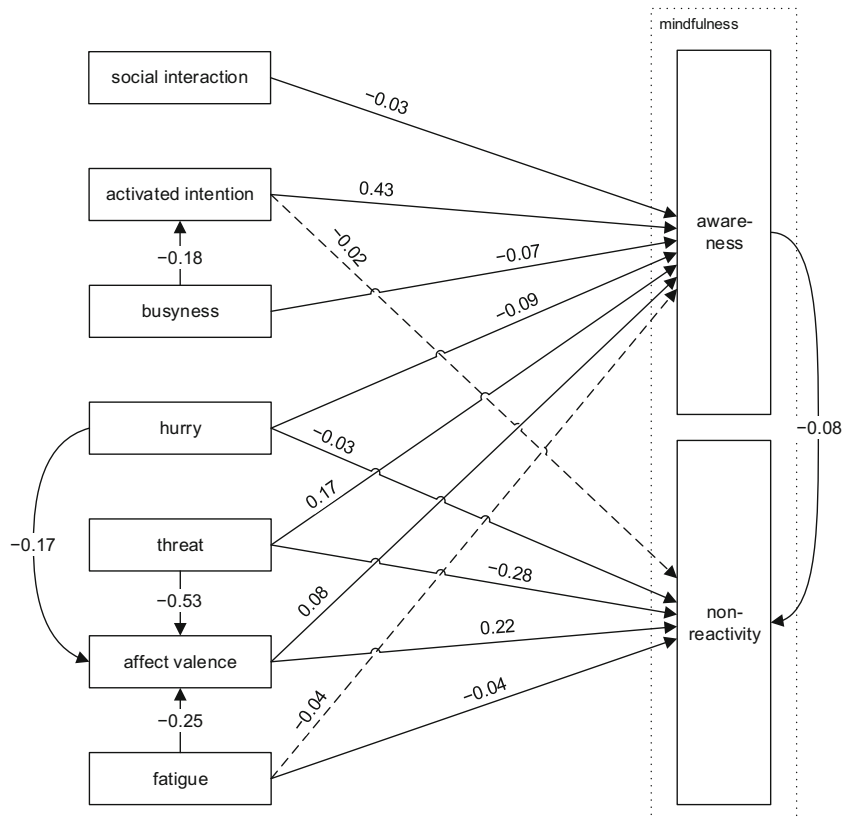 mindfulness
social interaction
−0.03
activated intention
0.43
−0.02
−0.18
−0.07
busyness
−0.09
aware-
ness
hurry
−0.03
−0.08
−0.17
0.17
threat
−0.28
−0.53
0.08
0.22
affect valence
non-
reactivity
−0.25
−0.04
−0.04
fatigue